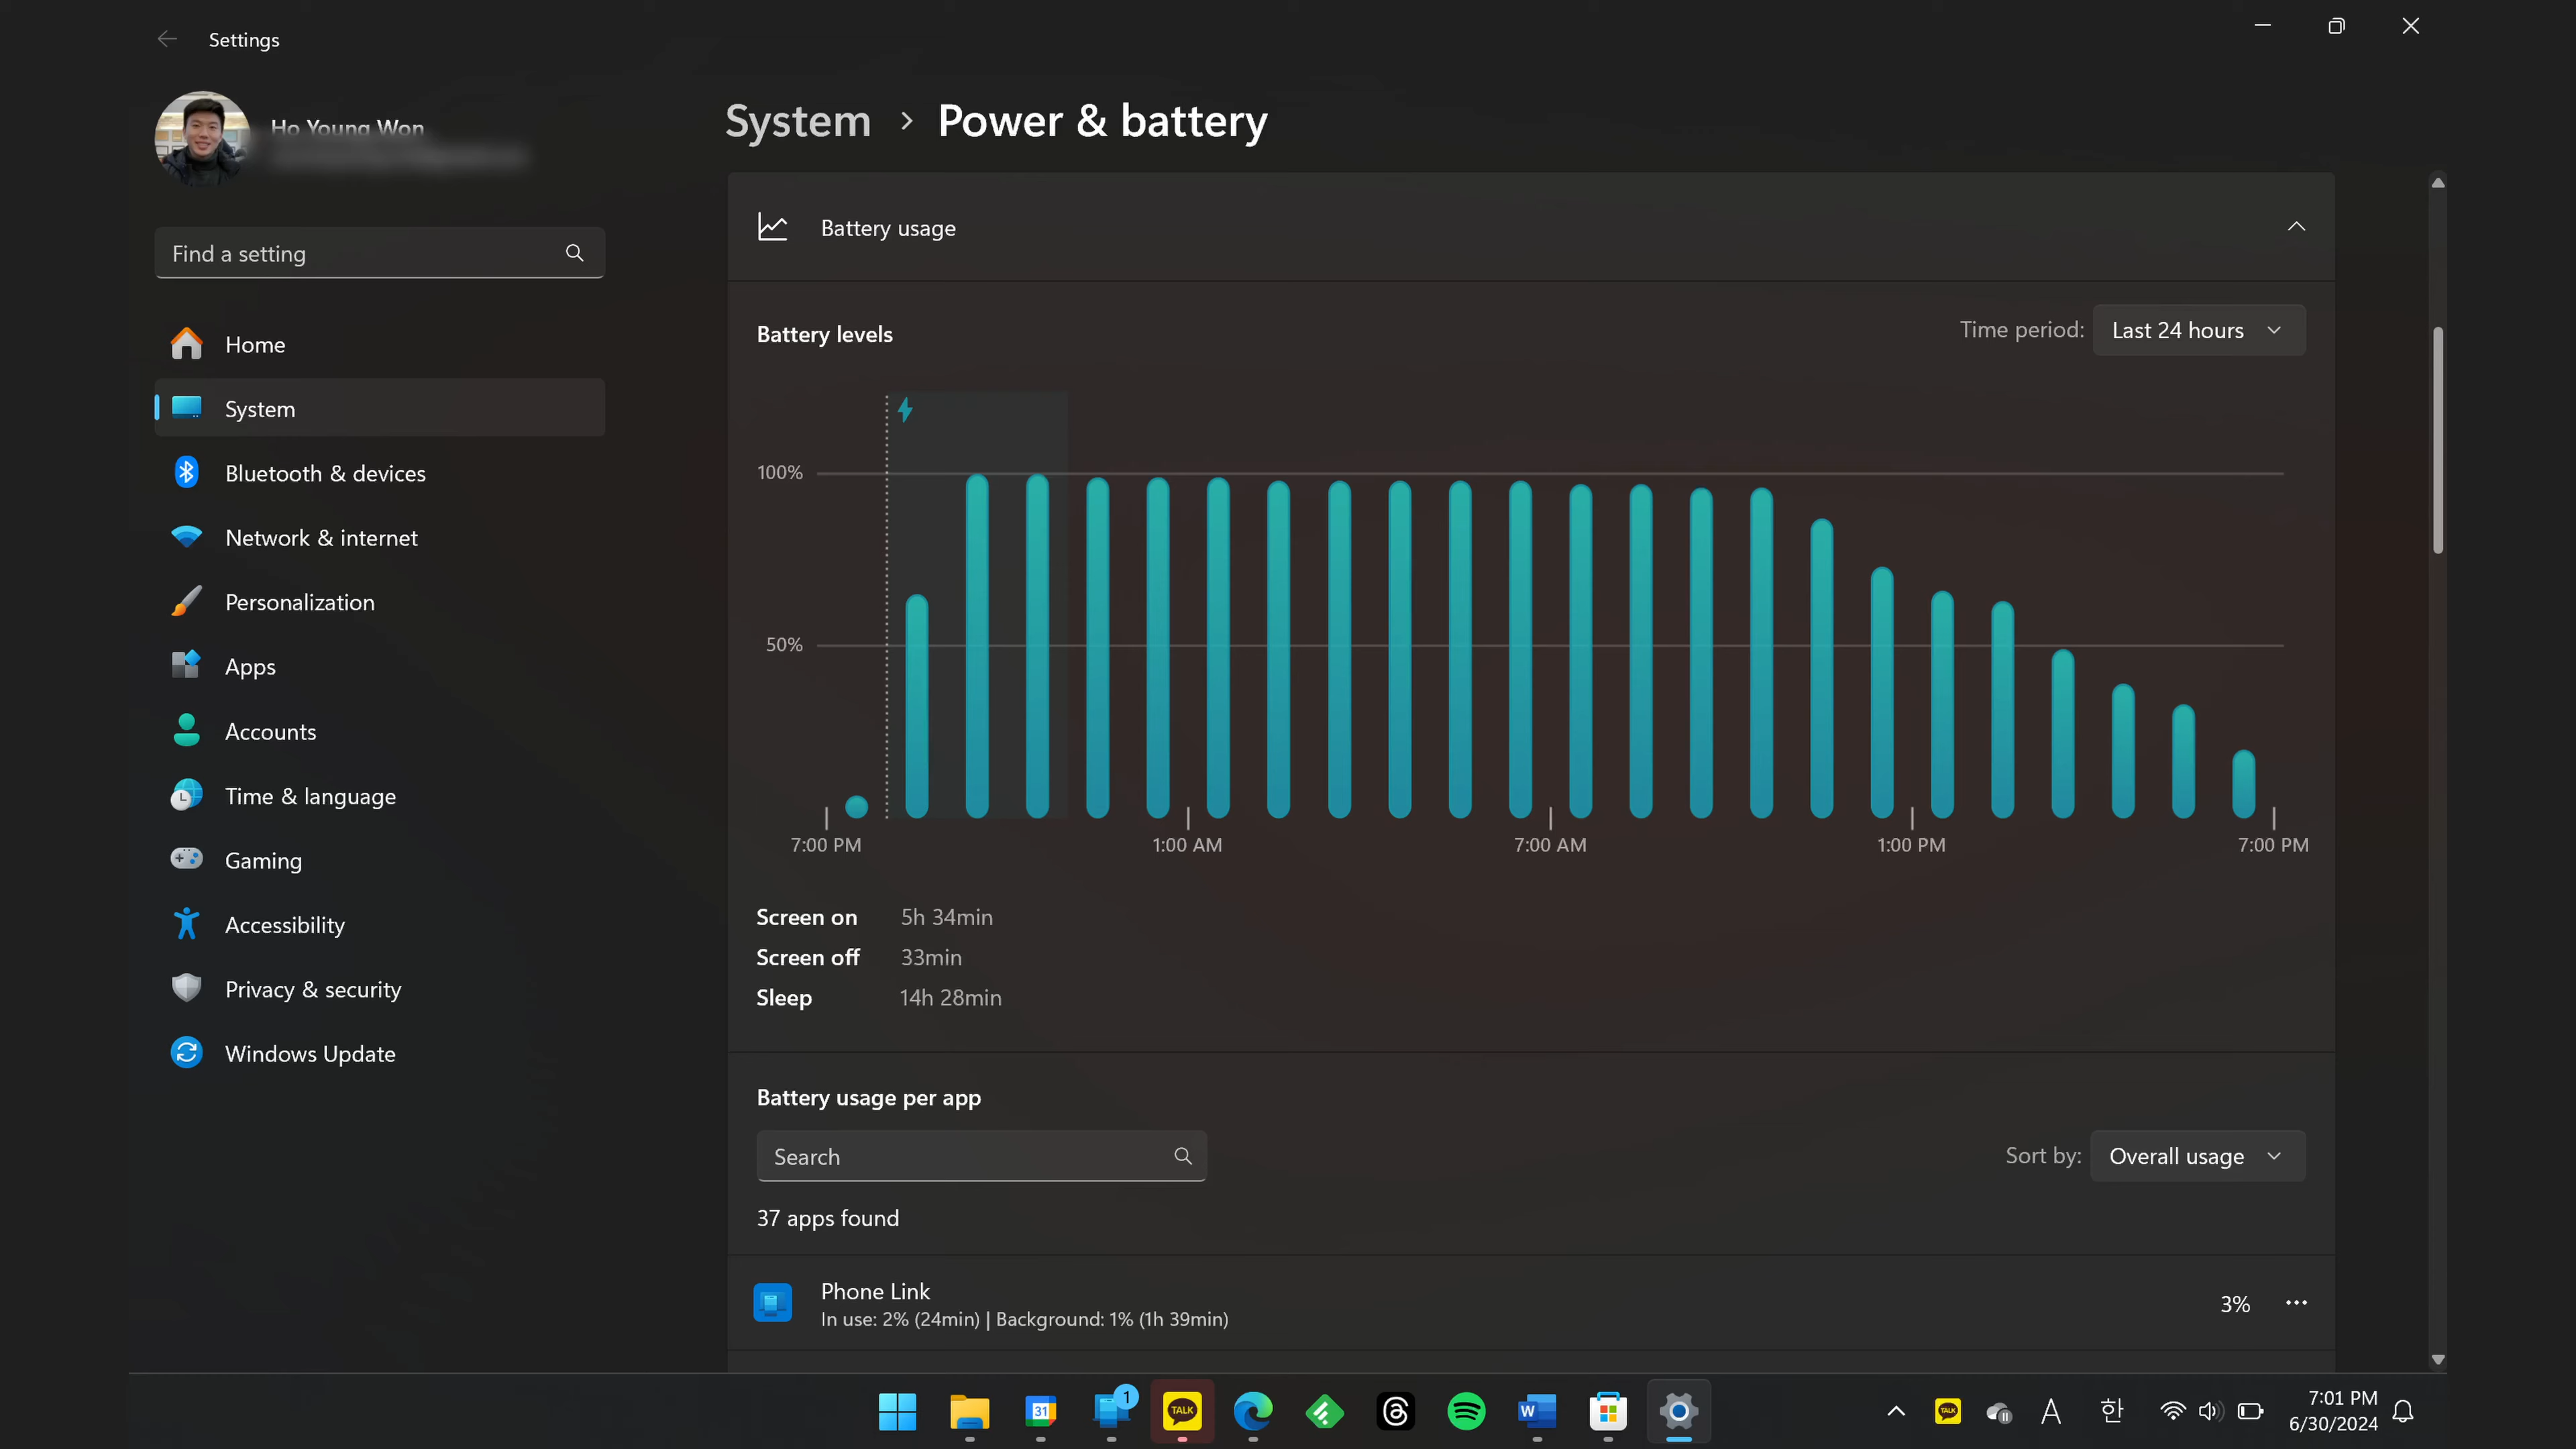 Settings
Ho Young Won
Find a setting
Home
System
Bluetooth & devices
Network & internet
Personalization
Apps
Accounts
Time & language
Gaming
Accessibility
Privacy & security
Windows Update
System > Power & battery
Battery usage
Battery levels
Time period: Last 24 hours
100%
50%
7:00 PM 1:00 AM 7:00 AM 1:00 PM 7:00 PM
Screen on 5h 34min
Screen off 33min
Sleep 14h 28min
Battery usage per app
Search
Sort by: Overall usage
37 apps found
Phone Link
In use: 2% (24min) | Background: 1% (1h 39min)
3%
31
1
TALK
W
TALK
A
한
7:01 PM
6/30/2024